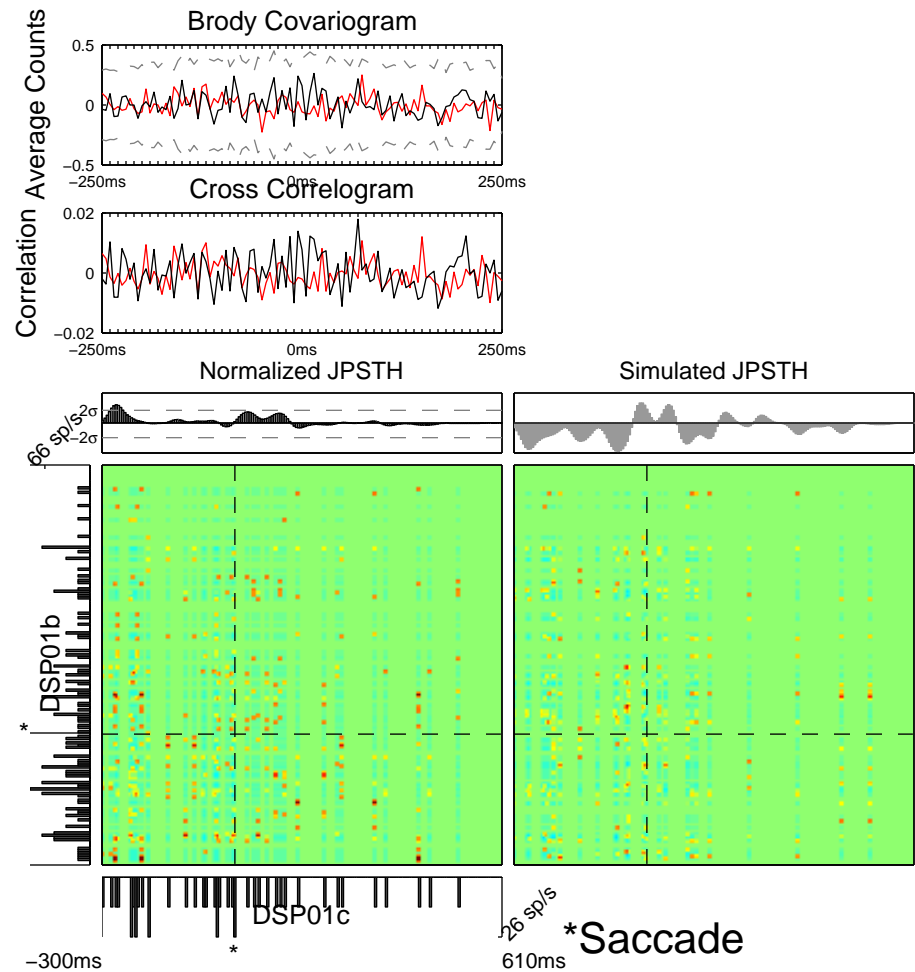 Brody Covariogram
Average Counts
0.5
0
−0.5
−250ms
0ms
250ms
Cross Correlogram
Correlation
0.02
0
−0.02
−250ms
0ms
250ms
Normalized JPSTH
Simulated JPSTH
66 sp/s
2σ
−2σ
DSP01b
*
DSP01c
26 sp/s
*
*Saccade
−300ms
610ms